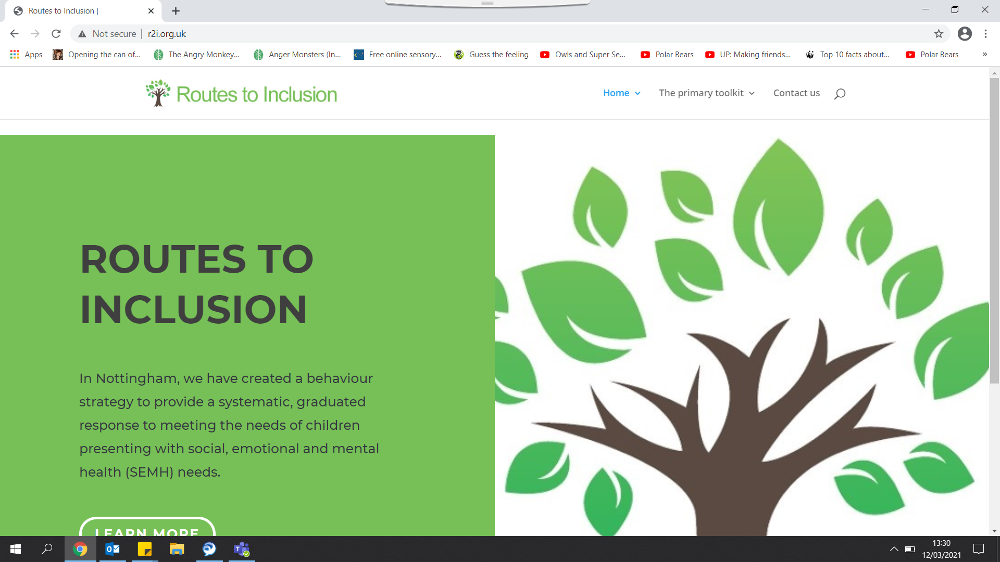 Routes to Inclusion |
Not secure | r2i.org.uk
Apps Opening the can of... The Angry Monkey... Anger Monsters (In... Free online sensory... Guess the feeling Owls and Super Se... Polar Bears UP: Making friends... Top 10 facts about... Polar Bears »
Routes to Inclusion
Home The primary toolkit Contact us
ROUTES TO
INCLUSION
In Nottingham, we have created a behaviour
strategy to provide a systematic, graduated
response to meeting the needs of children
presenting with social, emotional and mental
health (SEMH) needs.
LEARN MORE
13:30
12/03/2021